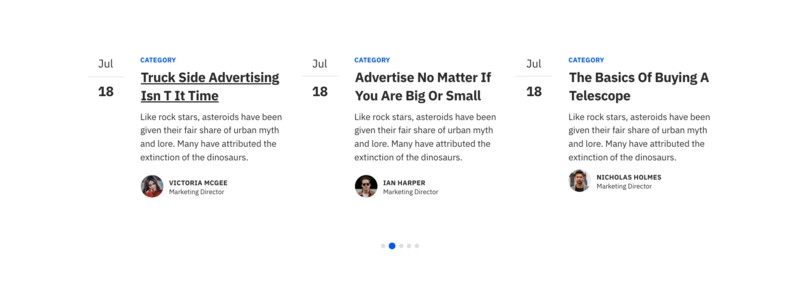 Jul
18
CATEGORY
Truck Side Advertising
Isn T It Time
Like rock stars, asteroids have been
given their fair share of urban myth
and lore. Many have attributed the
extinction of the dinosaurs.
VICTORIA MCGEE
Marketing Director
Jul
18
CATEGORY
Advertise No Matter If
You Are Big Or Small
Like rock stars, asteroids have been
given their fair share of urban myth
and lore. Many have attributed the
extinction of the dinosaurs.
IAN HARPER
Marketing Director
Jul
18
CATEGORY
The Basics Of Buying A
Telescope
Like rock stars, asteroids have been
given their fair share of urban myth
and lore. Many have attributed the
extinction of the dinosaurs.
NICHOLAS HOLMES
Marketing Director